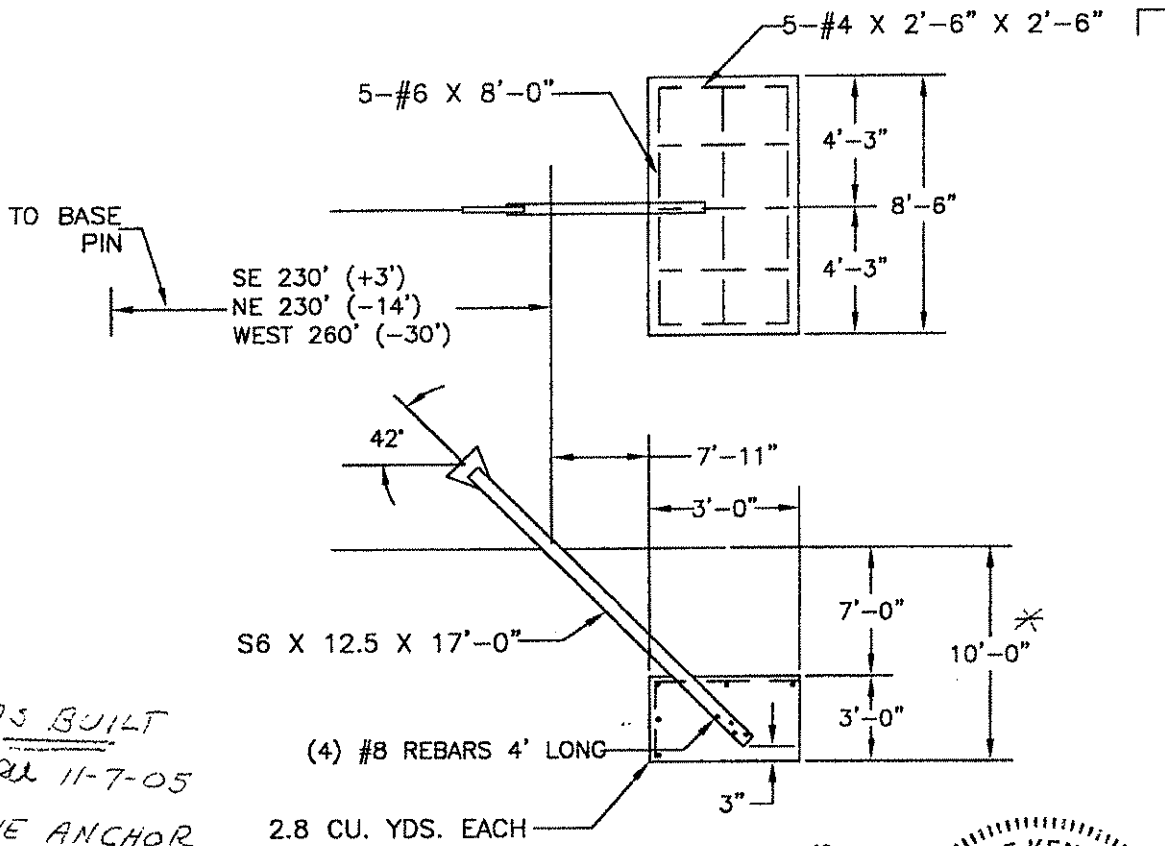 5-#4 X 2'-6" X 2'-6"
5-#6 X 8'-0"
4'-3"
8'-6"
4'-3"
TO BASE
PIN
SE 230' (+3')
NE 230' (-14')
WEST 260' (-30')
42°
7'-11"
3'-0"
7'-0"
S6 X 12.5 X 17'-0"
10'-0" *
3'-0"
(4) #8 REBARS 4' LONG
3"
2.8 CU. YDS. EACH
BUILT
11-7-05
ANCHOR